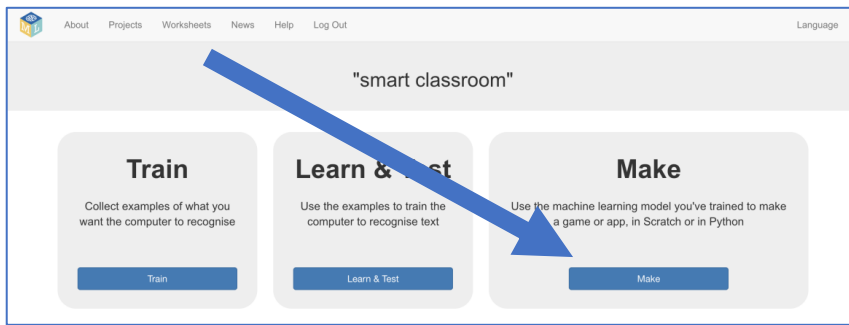 About Projects Worksheets News Help Log Out Language
"smart classroom"
Train
Collect examples of what you
want the computer to recognise
Train
Learn & st
Use the examples to train the
computer to recognise text
Learn & Test
Make
Use the machine learning model you've trained to make
a game or app, in Scratch or in Python
Make